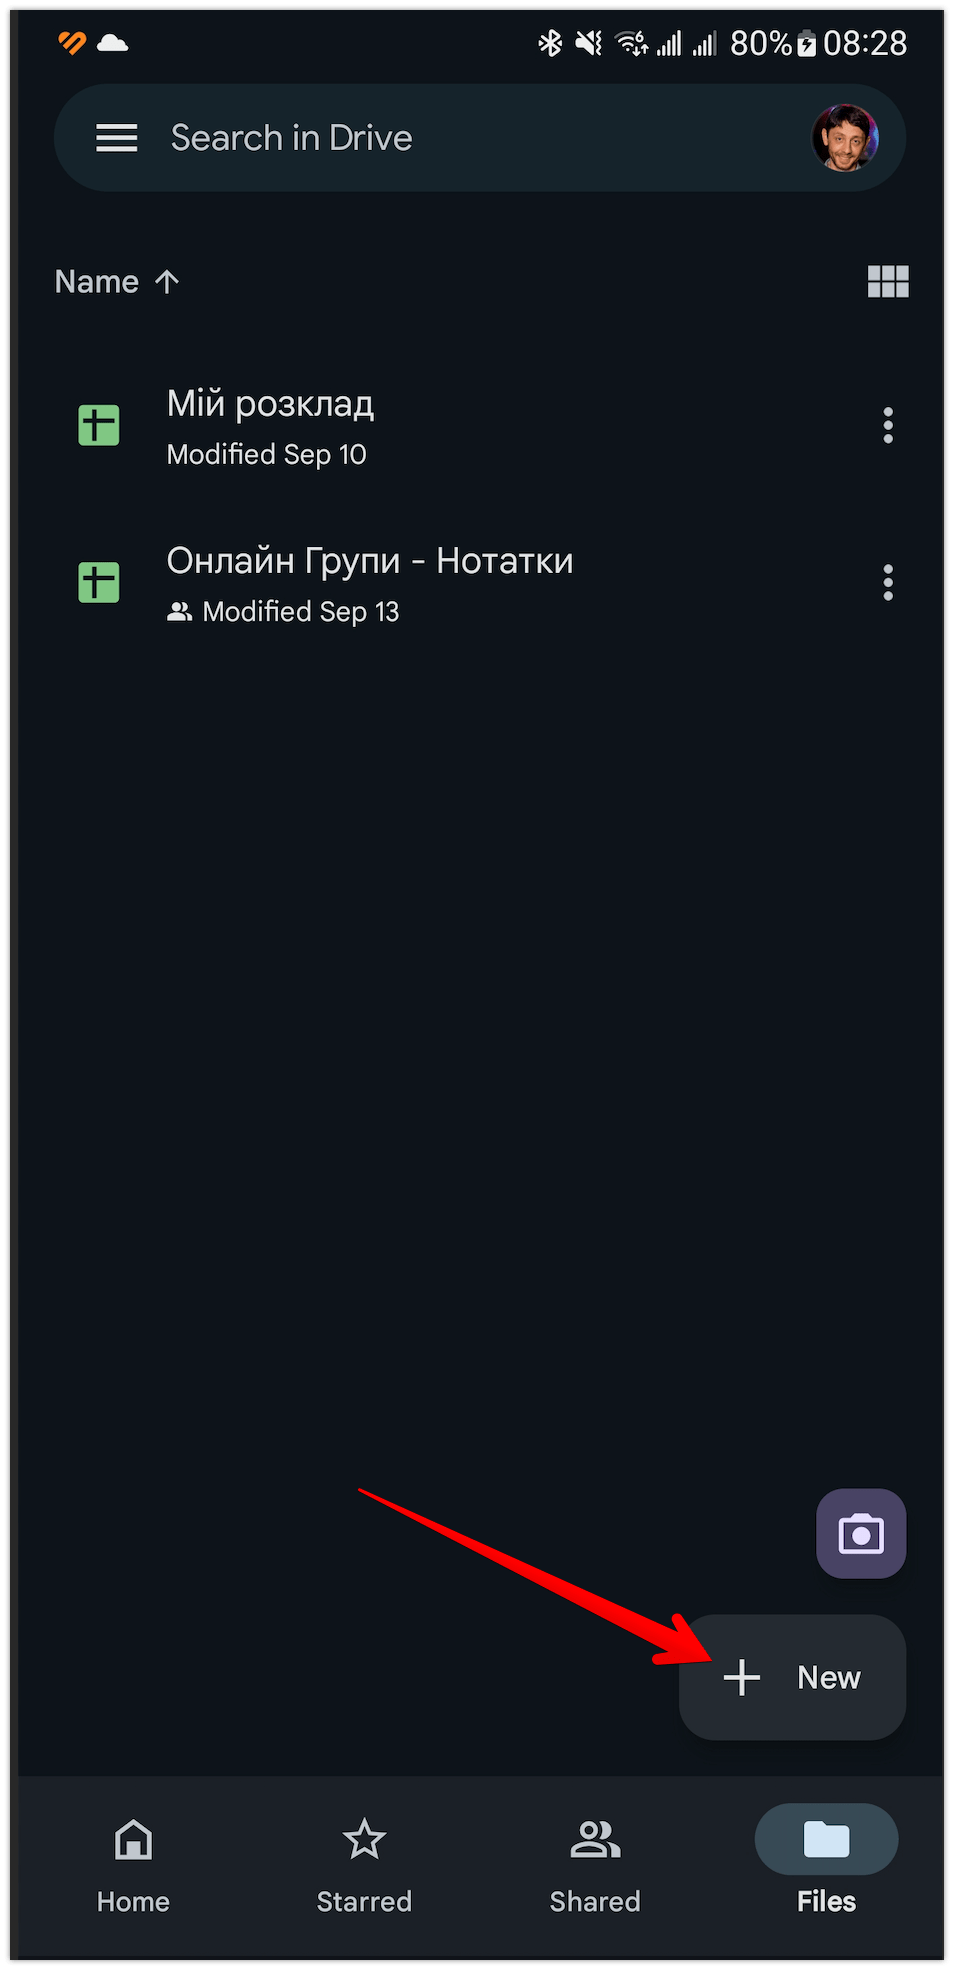 80% 08:28
Search in Drive
Name
Мій розклад
Modified Sep 10
Онлайн Групи - Нотатки
Modified Sep 13
New
Home Starred Shared Files